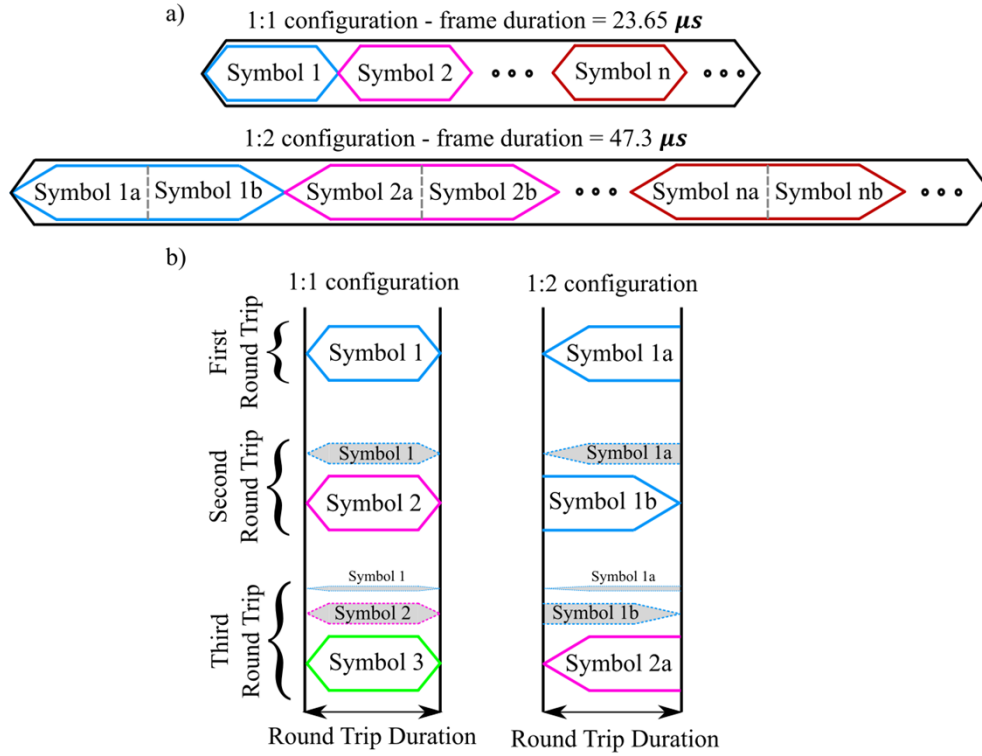 a)
1:1 configuration - frame duration = 23.65 μs
Symbol 1 Symbol 2 Symbol n
1:2 configuration - frame duration = 47.3 μs
Symbol 1a Symbol 1b Symbol 2a Symbol 2b Symbol na Symbol nb
b)
1:1 configuration 1:2 configuration
First
Round Trip
Symbol 1 Symbol 1a
Second
Round Trip
Symbol 1 Symbol 1a
Symbol 2 Symbol 1b
Third
Round Trip
Symbol 1 Symbol 1a
Symbol 2 Symbol 1b
Symbol 3 Symbol 2a
Round Trip Duration Round Trip Duration